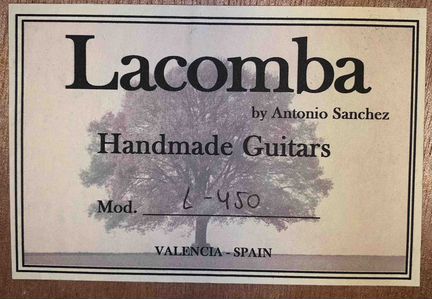 Lacomba
by Antonio Sanchez
Handmade Guitars
Mod. L-450
VALENCIA - SPAIN